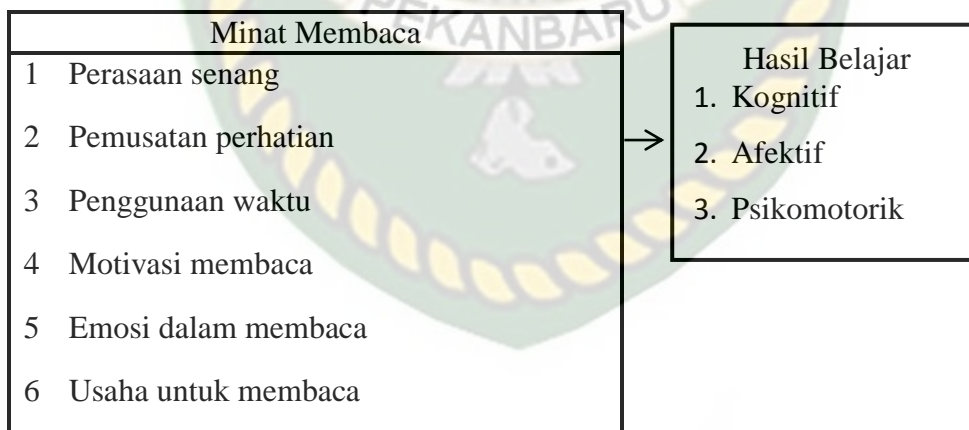 PEKANBARU
Minat Membaca
1 Perasaan senang
2 Pemusatan perhatian
3 Penggunaan waktu
4 Motivasi membaca
5 Emosi dalam membaca
6 Usaha untuk membaca
Hasil Belajar
1. Kognitif
2. Afektif
3. Psikomotorik